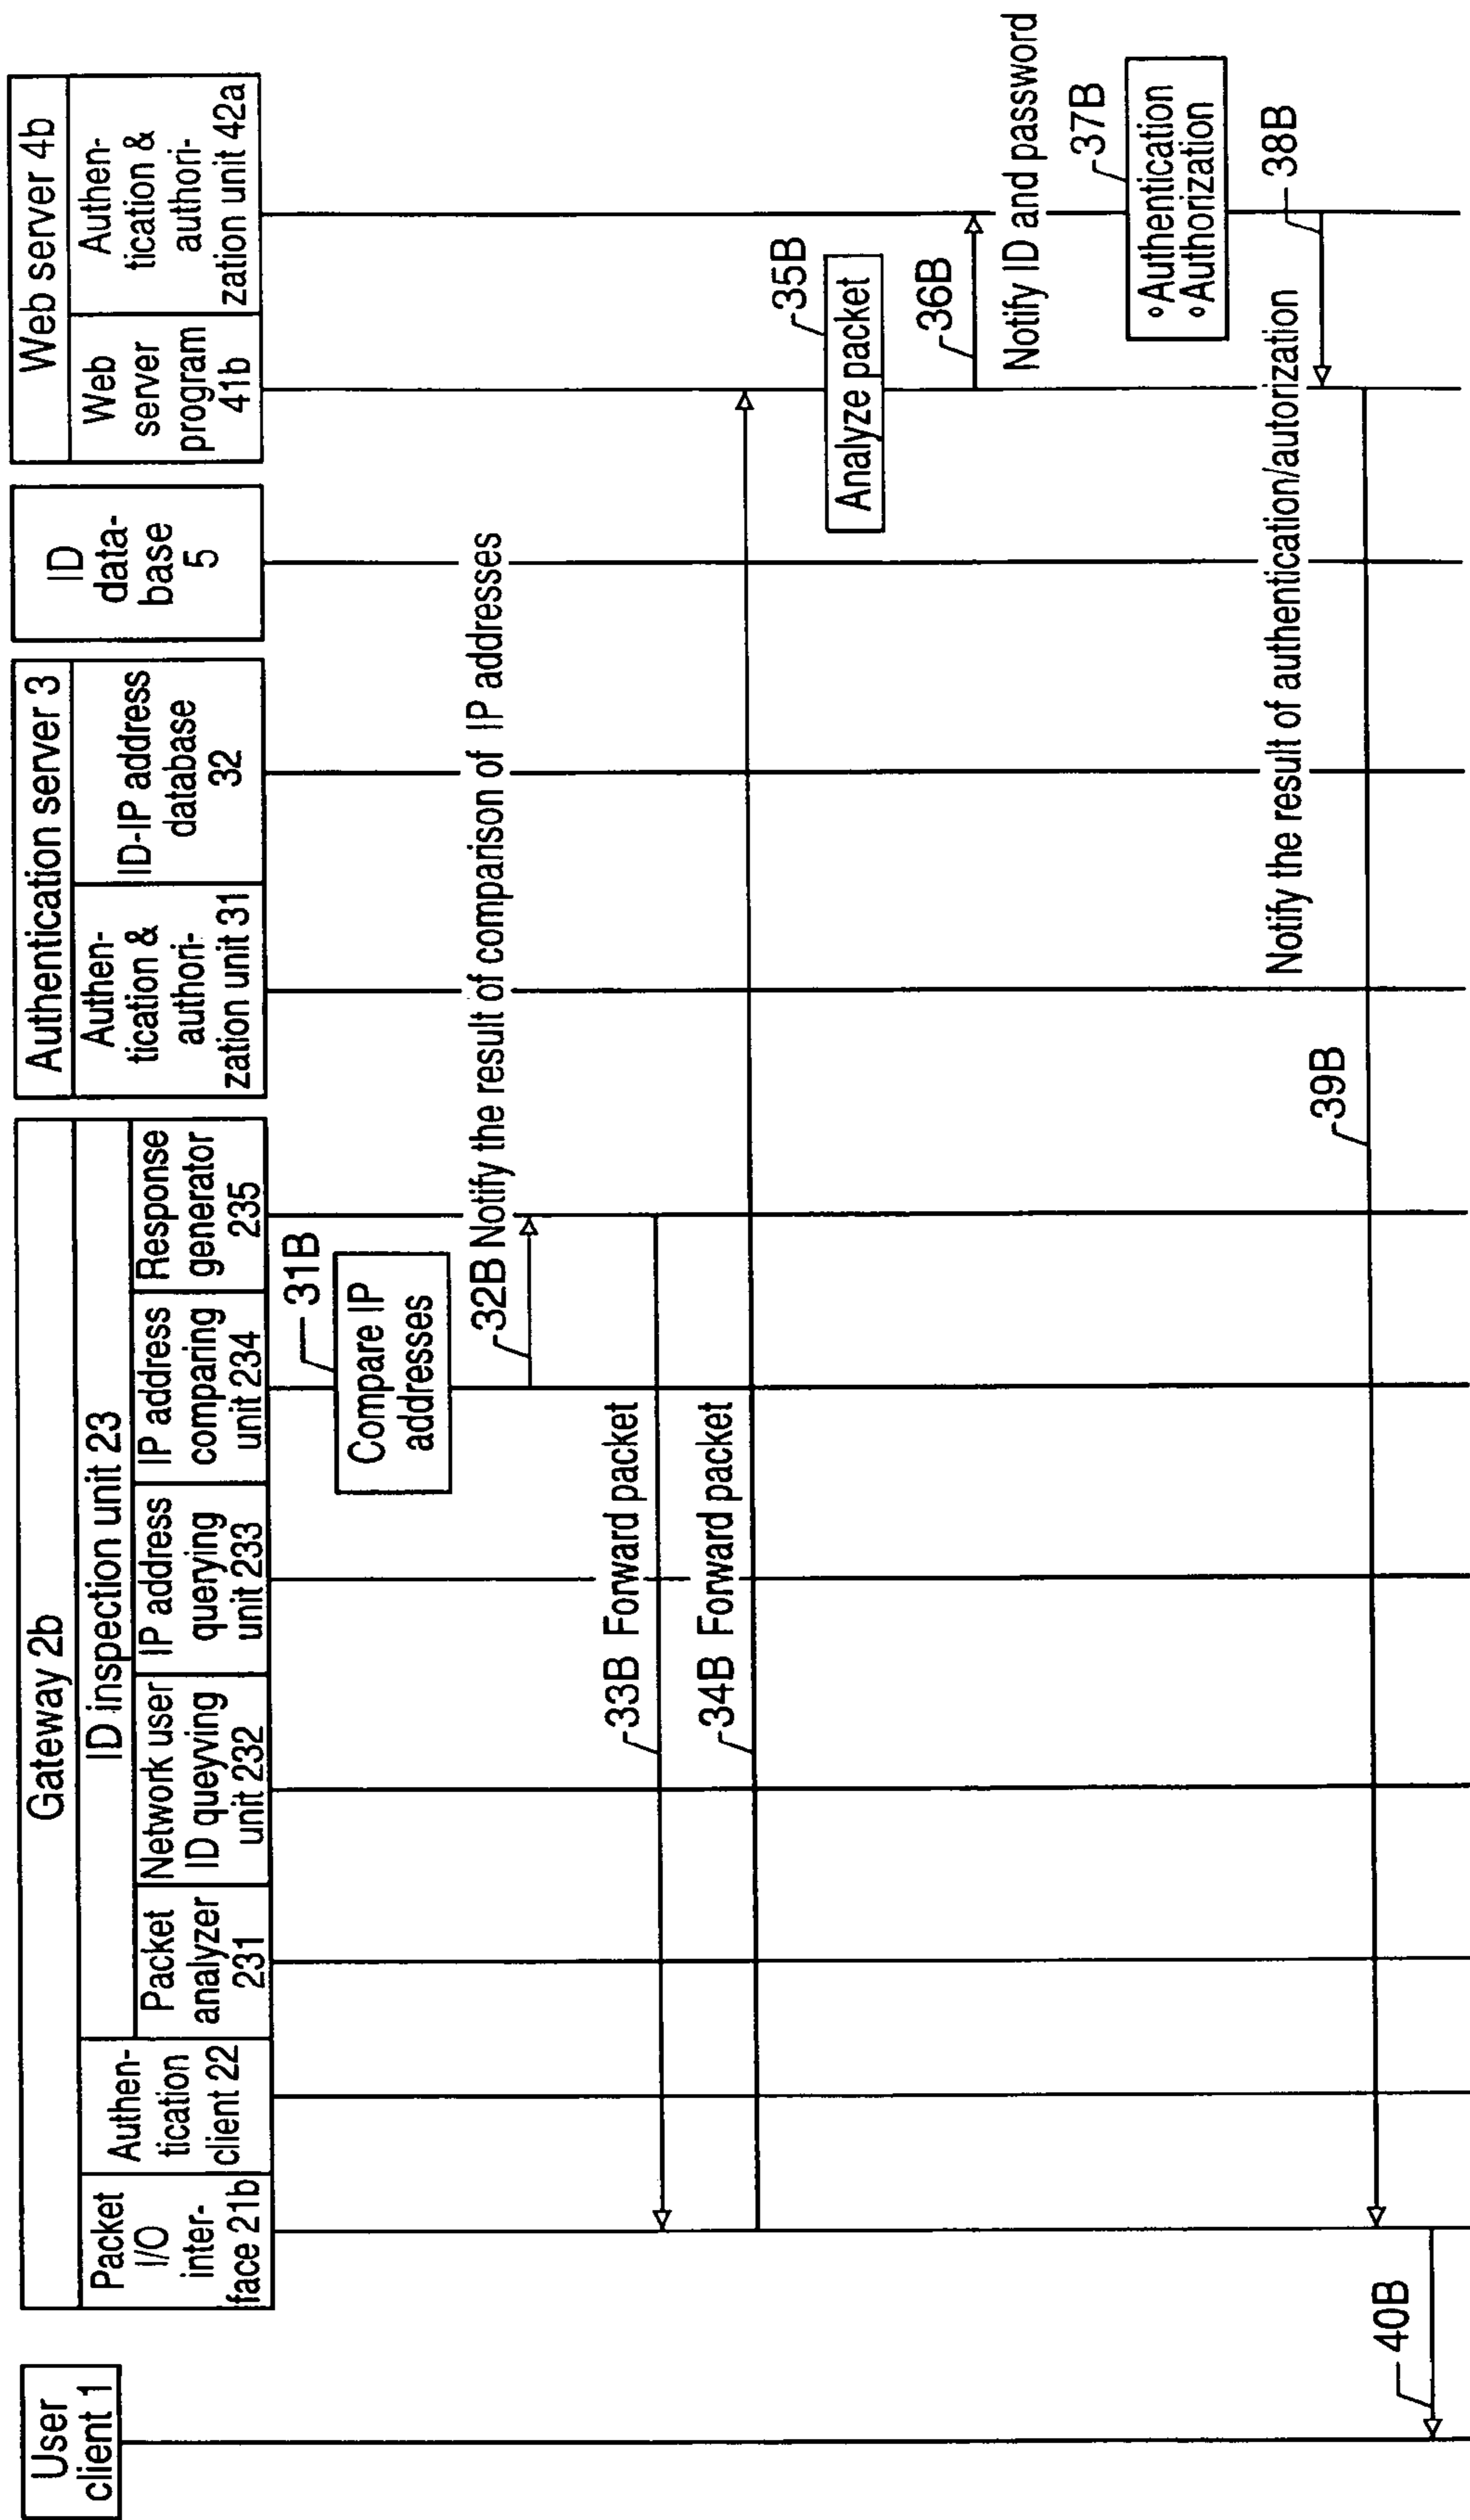 User
client 1
Gateway 2b
Packet
I/O
inter-
face 21b
Authen-
tication
client 22
ID inspection unit 23
Packet
analyzer
231
Network user
ID queyving
unit 232
IP address
querying
unit 233
IP address
comparing
unit 234
Response
generator
235
Authentication server 3
Authen-
tication &
authori-
zation unit 31
ID-IP address
database
32
ID
data-
base
5
Web server 4b
Web
server
program
41b
Authen-
tication &
authori-
zation unit 42a
31B
Compare IP
addresses
32B Notify the result of comparison of IP addresses
33B Forward packet
34B Forward packet
35B
Analyze packet
36B
Notify ID and password
37B
◦ Authentication
◦ Authorization
38B
Notify the result of authentication/autorization
39B
40B